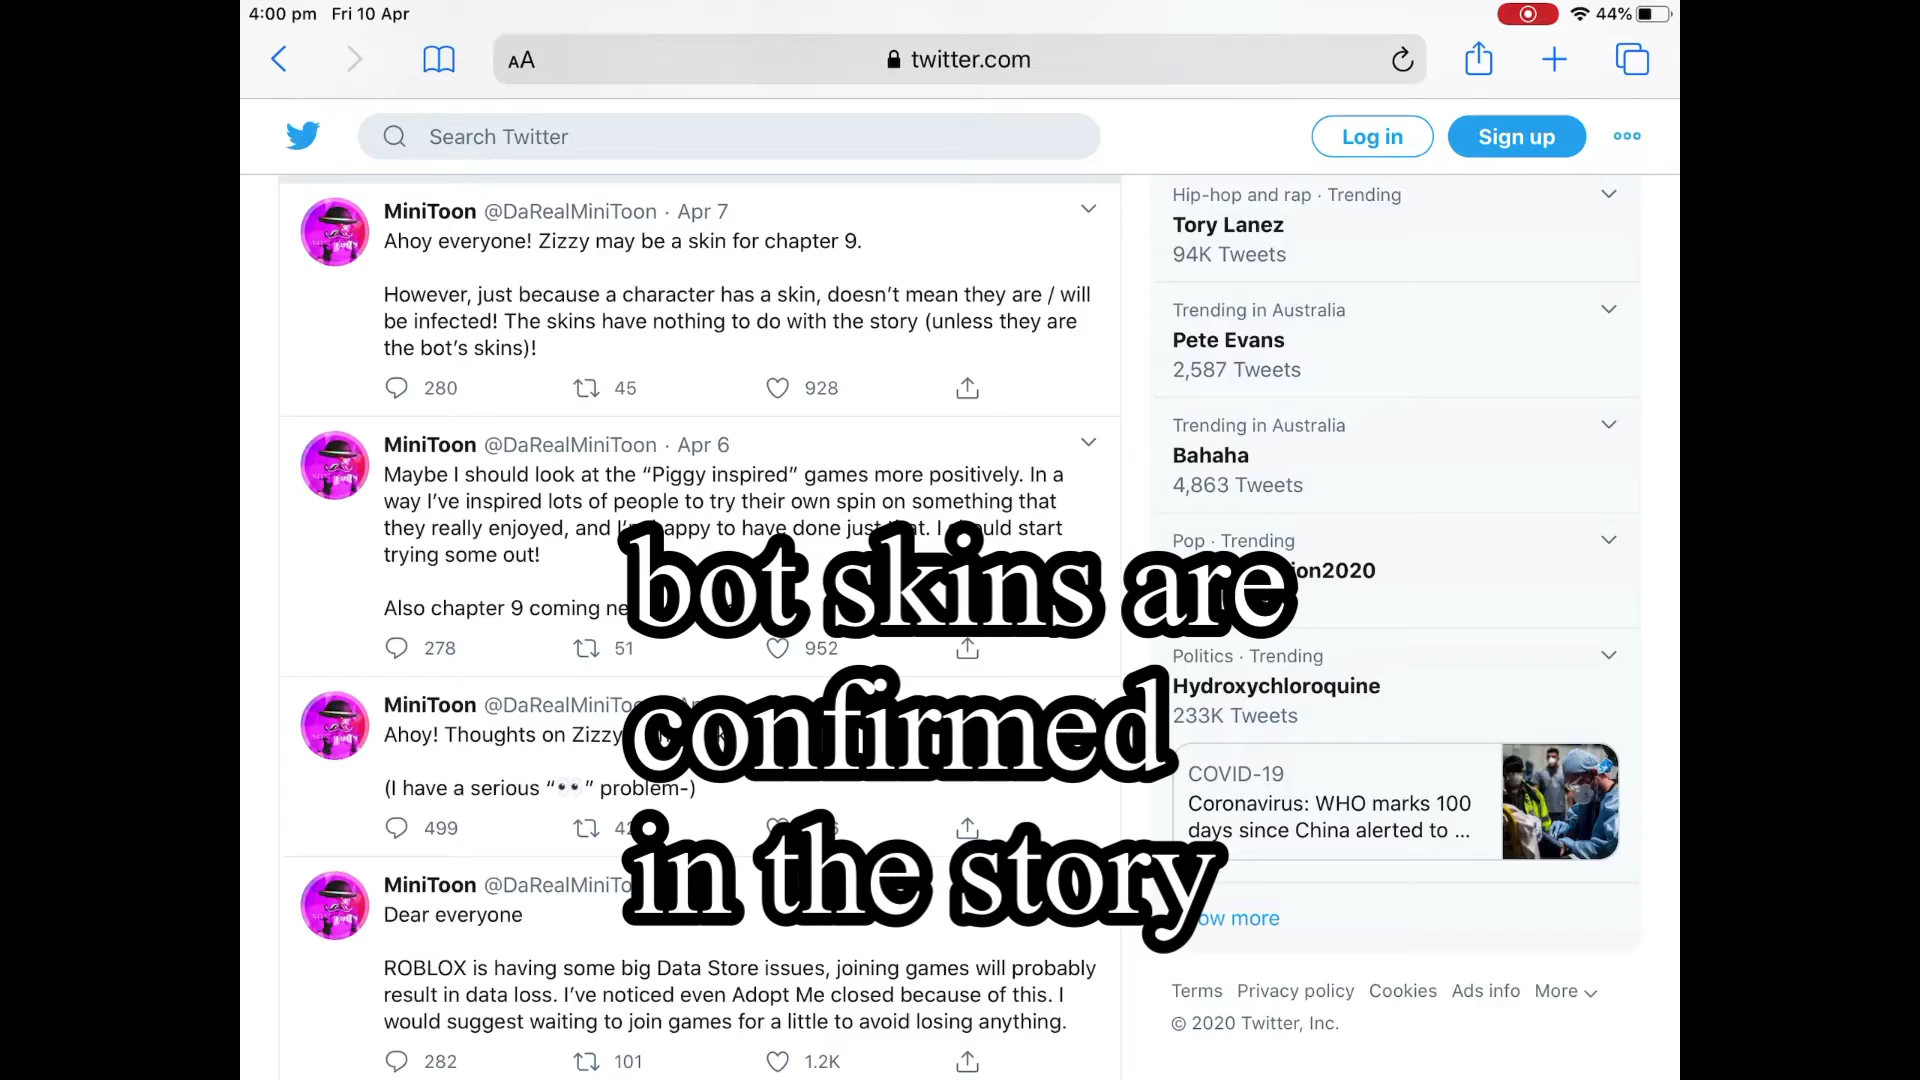 4:00 pm Fri 10 Apr
44%
AA
twitter.com
Search Twitter
Log in
Sign up
MiniToon @DaRealMiniToon · Apr 7
Ahoy everyone! Zizzy may be a skin for chapter 9.
However, just because a character has a skin, doesn’t mean they are / will
be infected! The skins have nothing to do with the story (unless they are
the bot’s skins)!
280
45
928
MiniToon @DaRealMiniToon · Apr 6
Maybe I should look at the “Piggy inspired” games more positively. In a
way I’ve inspired lots of people to try their own spin on something that
they really enjoyed, and happy to have done just I should start
trying some out!
Also chapter 9 coming
278
51
952
MiniToon
Ahoy! Thoughts on Zizzy
(I have a serious “👀” problem-)
499
MiniToon
Dear everyone
ROBLOX is having some big Data Store issues, joining games will probably
result in data loss. I’ve noticed even Adopt Me closed because of this. I
would suggest waiting to join games for a little to avoid losing anything.
282
101
1.2K
bot skins are
confirmed
in the story
Hip-hop and rap · Trending
Tory Lanez
94K Tweets
Trending in Australia
Pete Evans
2,587 Tweets
Trending in Australia
Bahaha
4,863 Tweets
Pop · Trending
Politics · Trending
Hydroxychloroquine
233K Tweets
COVID-19
Coronavirus: WHO marks 100
days since China alerted to ...
more
Terms Privacy policy Cookies Ads info More
© 2020 Twitter, Inc.